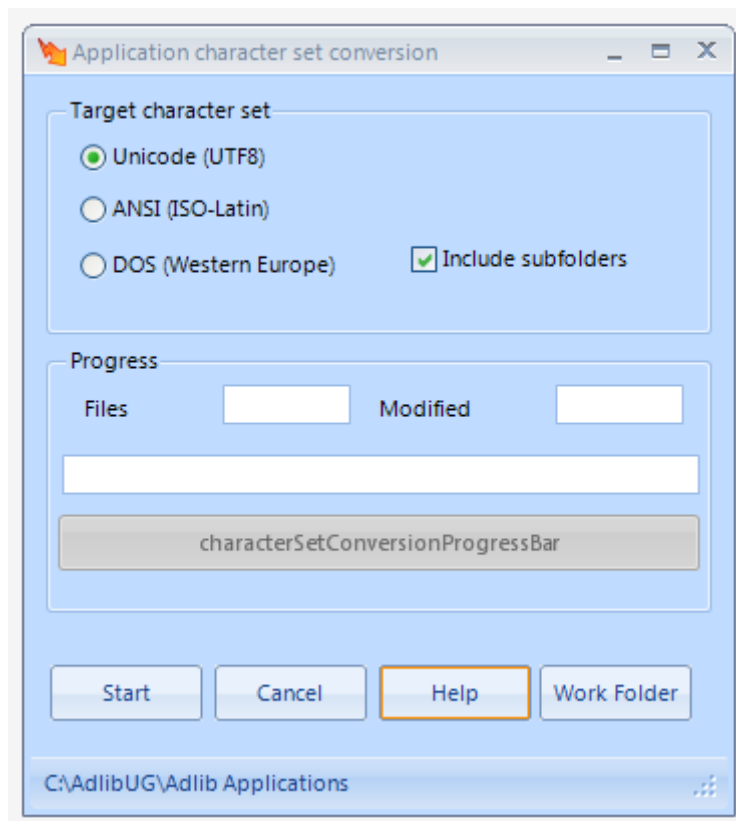 Application character set conversion
Target character set
Unicode (UTF8)
ANSI (ISO-Latin)
DOS (Western Europe) Include subfolders
Progress
Files Modified
characterSetConversionProgressBar
Start Cancel Help Work Folder
C:\AdlibUG\Adlib Applications